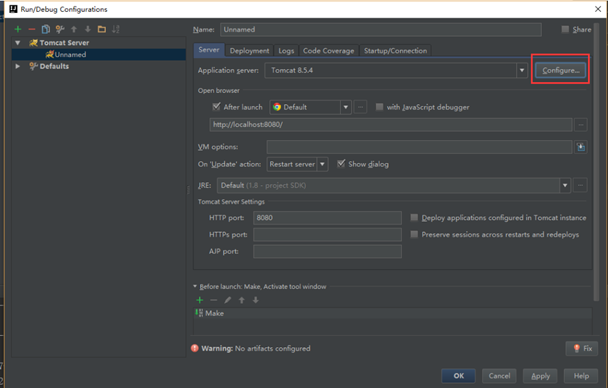 Run/Debug Configurations
Name: Unnamed Share
Tomcat Server
Unnamed
Defaults
Server Deployment Logs Code Coverage Startup/Connection
Application server: Tomcat 8.5.4 Configure...
Open browser
After launch Default ... with JavaScript debugger
http://localhost:8080/ ...
VM options:
On 'Update' action: Restart server Show dialog
JRE: Default (1.8 - project SDK) ...
Tomcat Server Settings
HTTP port: 8080 Deploy applications configured in Tomcat instance
HTTPs port: Preserve sessions across restarts and redeploys
AJP port:
Before launch: Make, Activate tool window
Make
Warning: No artifacts configured Fix
OK Cancel Apply Help